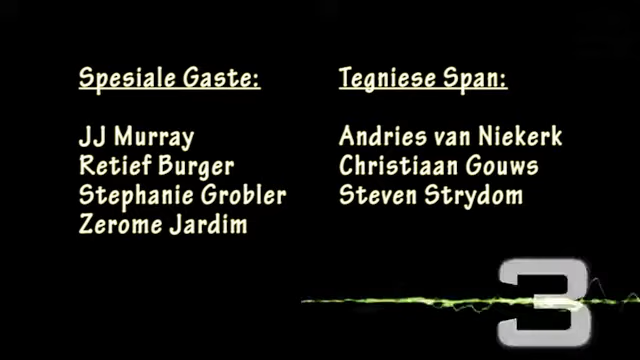 Spesiale Gaste:
JJ Murray
Retief Burger
Stephanie Grobler
Zerome Jardim
Tegniese Span:
Andries van Niekerk
Christiaan Gouws
Steven Strydom
3